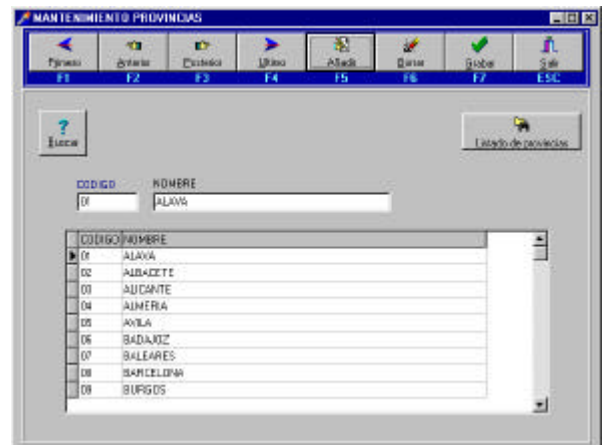 MANTENIMIENTO PROVINCIAS
Primero Anterior Posterior Ultimo Añadir Borrar Grabar Salir
F1 F2 F3 F4 F5 F6 F7 ESC
Buscar
Listado de provincias
CODIGO NOMBRE
01 ALAVA
CODIGO NOMBRE
01 ALAVA
02 ALBACETE
03 ALICANTE
04 ALMERIA
05 AVILA
06 BADAJOZ
07 BALEARES
08 BARCELONA
09 BURGOS